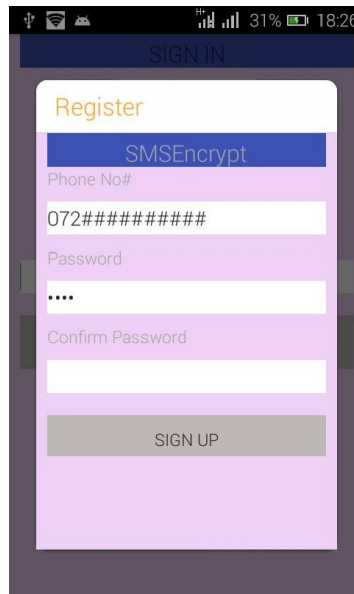 H+ 31% 18:26
SIGN IN
Register
SMSEncrypt
Phone No#
072##########
Password
••••
Confirm Password
SIGN UP